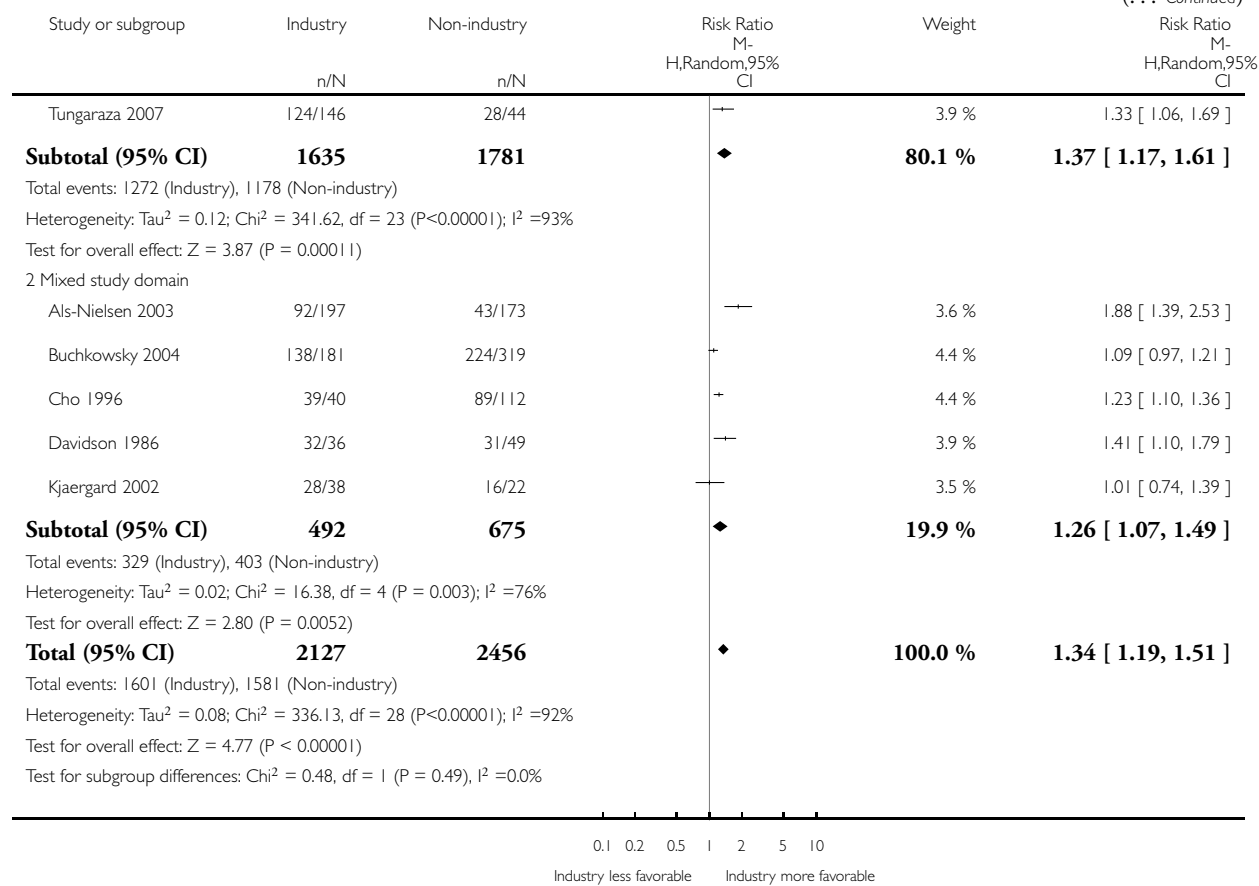 (. . . Continued)
Study or subgroup Industry Non-industry Risk Ratio Weight Risk Ratio
M- M-
H,Random,95% H,Random,95%
n/N n/N CI CI
Tungaraza 2007 124/146 28/44 3.9 % 1.33 [ 1.06, 1.69 ]
Subtotal (95% CI) 1635 1781 80.1 % 1.37 [ 1.17, 1.61 ]
Total events: 1272 (Industry), 1178 (Non-industry)
Heterogeneity: Tau² = 0.12; Chi² = 341.62, df = 23 (P<0.00001); I² =93%
Test for overall effect: Z = 3.87 (P = 0.00011)
2 Mixed study domain
Als-Nielsen 2003 92/197 43/173 3.6 % 1.88 [ 1.39, 2.53 ]
Buchkowsky 2004 138/181 224/319 4.4 % 1.09 [ 0.97, 1.21 ]
Cho 1996 39/40 89/112 4.4 % 1.23 [ 1.10, 1.36 ]
Davidson 1986 32/36 31/49 3.9 % 1.41 [ 1.10, 1.79 ]
Kjaergard 2002 28/38 16/22 3.5 % 1.01 [ 0.74, 1.39 ]
Subtotal (95% CI) 492 675 19.9 % 1.26 [ 1.07, 1.49 ]
Total events: 329 (Industry), 403 (Non-industry)
Heterogeneity: Tau² = 0.02; Chi² = 16.38, df = 4 (P = 0.003); I² =76%
Test for overall effect: Z = 2.80 (P = 0.0052)
Total (95% CI) 2127 2456 100.0 % 1.34 [ 1.19, 1.51 ]
Total events: 1601 (Industry), 1581 (Non-industry)
Heterogeneity: Tau² = 0.08; Chi² = 336.13, df = 28 (P<0.00001); I² =92%
Test for overall effect: Z = 4.77 (P < 0.00001)
Test for subgroup differences: Chi² = 0.48, df = 1 (P = 0.49), I² =0.0%
0.1 0.2 0.5 1 2 5 10
Industry less favorable Industry more favorable